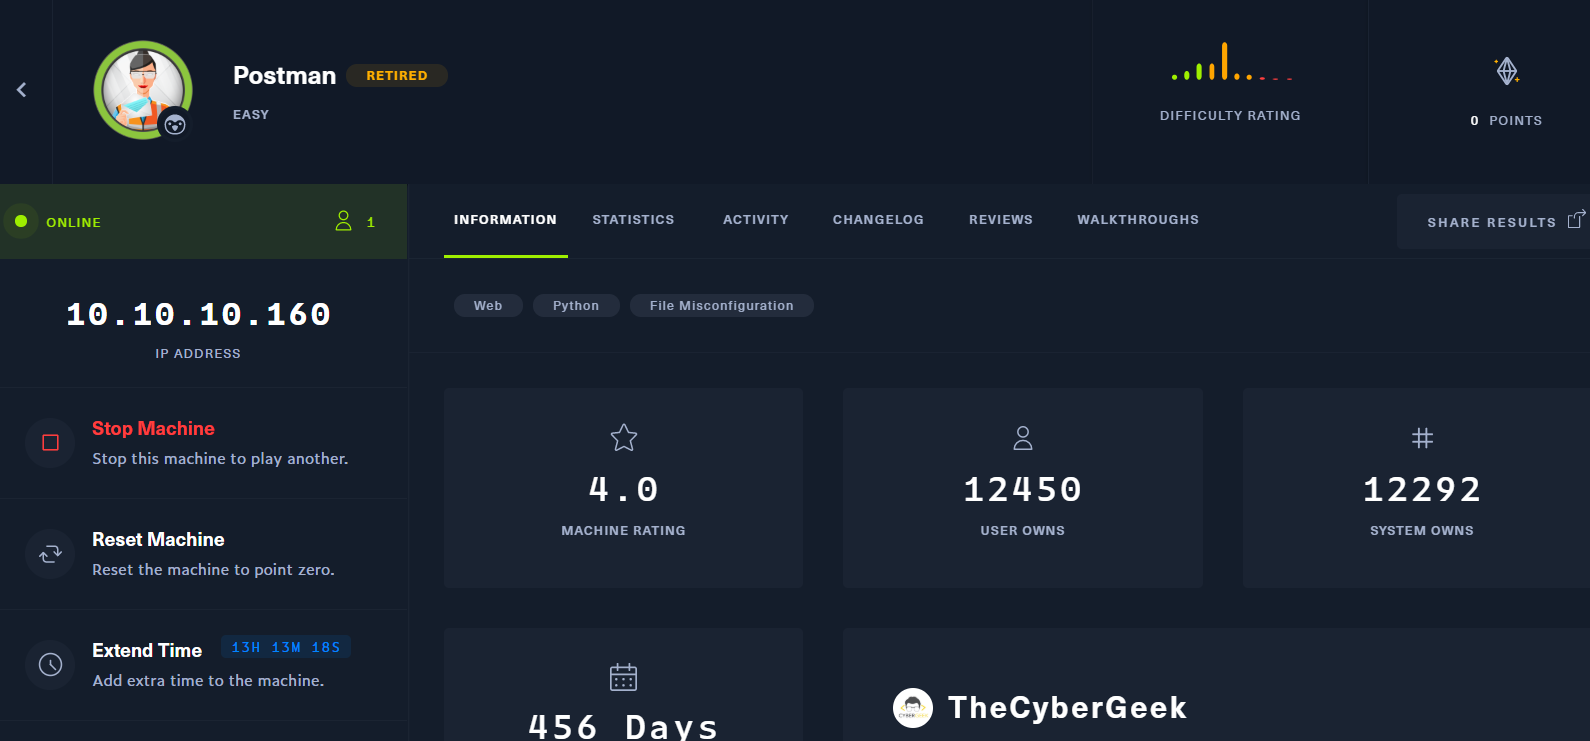 Postman RETIRED
EASY
DIFFICULTY RATING
0 POINTS
ONLINE 1
INFORMATION STATISTICS ACTIVITY CHANGELOG REVIEWS WALKTHROUGHS
SHARE RESULTS
10.10.10.160
IP ADDRESS
Web Python File Misconfiguration
Stop Machine
Stop this machine to play another.
Reset Machine
Reset the machine to point zero.
Extend Time 13H 13M 18S
Add extra time to the machine.
4.0
MACHINE RATING
12450
USER OWNS
12292
SYSTEM OWNS
456 Days
TheCyberGeek